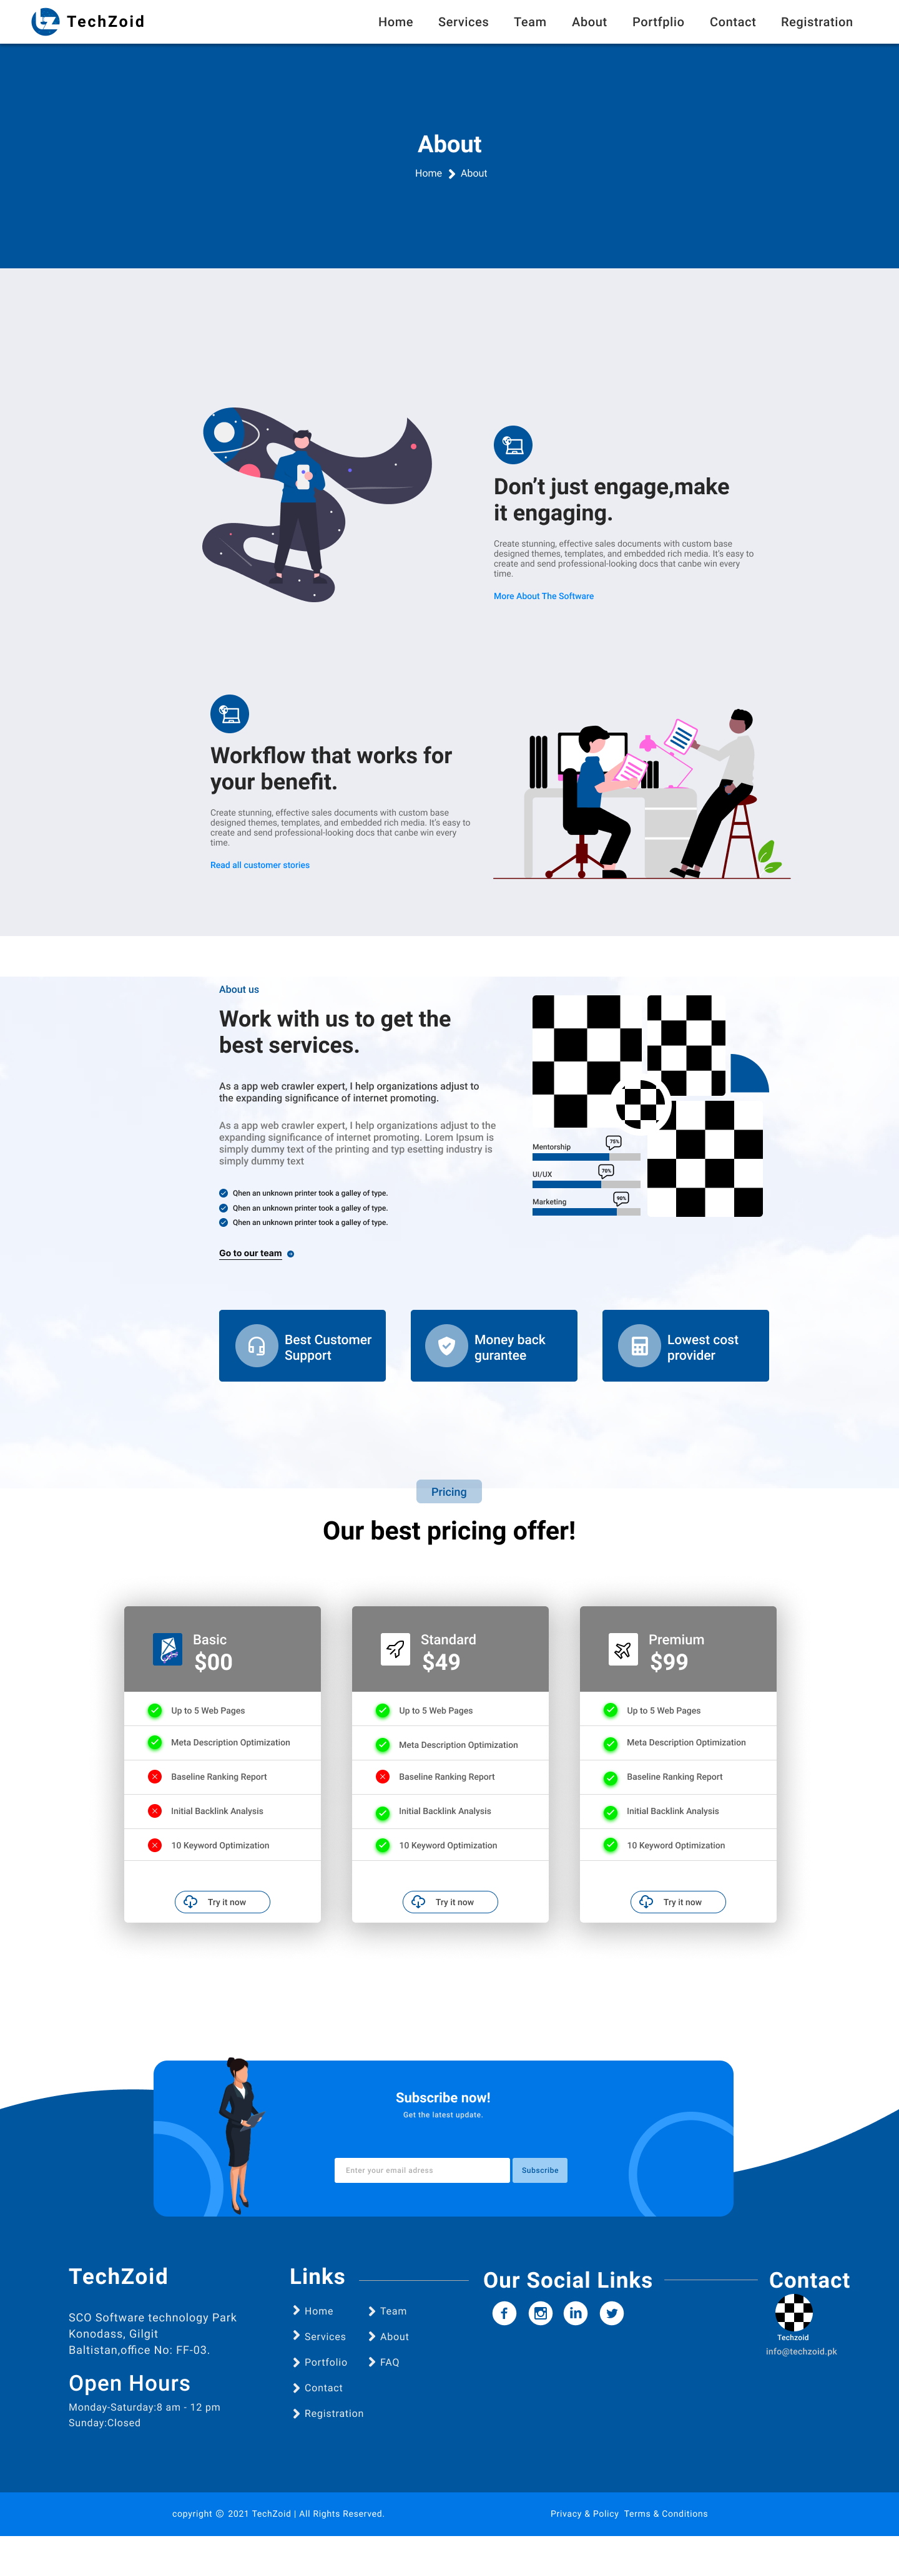 TechZoid
Home Services Team About Portfplio Contact Registration
About
Home About
Don't just engage,make
it engaging.
Create stunning, effective sales documents with custom base
designed themes, templates, and embedded rich media. It's easy to
create and send professional-looking docs that canbe win every
time.
More About The Software
Workflow that works for
your benefit.
Create stunning, effective sales documents with custom base
designed themes, templates, and embedded rich media. It's easy to
create and send professional-looking docs that canbe win every
time.
Read all customer stories
About us
Work with us to get the
best services.
As a app web crawler expert, I help organizations adjust to
the expanding significance of internet promoting.
As a app web crawler expert, I help organizations adjust to the
expanding significance of internet promoting. Lorem Ipsum is
simply dummy text of the printing and typ esetting industry is
simply dummy text
Qhen an unknown printer took a galley of type.
Qhen an unknown printer took a galley of type.
Qhen an unknown printer took a galley of type.
Go to our team
Mentorship 75%
UI/UX 70%
Marketing 90%
Best Customer
Support
Money back
gurantee
Lowest cost
provider
Pricing
Our best pricing offer!
Basic
$00
Up to 5 Web Pages
Meta Description Optimization
Baseline Ranking Report
Initial Backlink Analysis
10 Keyword Optimization
Try it now
Standard
$49
Up to 5 Web Pages
Meta Description Optimization
Baseline Ranking Report
Initial Backlink Analysis
10 Keyword Optimization
Try it now
Premium
$99
Up to 5 Web Pages
Meta Description Optimization
Baseline Ranking Report
Initial Backlink Analysis
10 Keyword Optimization
Try it now
Subscribe now!
Get the latest update.
Enter your email adress
Subscribe
TechZoid
SCO Software technology Park
Konodass, Gilgit
Baltistan,office No: FF-03.
Open Hours
Monday-Saturday:8 am - 12 pm
Sunday:Closed
Links
Home
Services
Portfolio
Contact
Registration
Team
About
FAQ
Our Social Links
Contact
Techzoid
info@techzoid.pk
copyright © 2021 TechZoid | All Rights Reserved.
Privacy & Policy Terms & Conditions